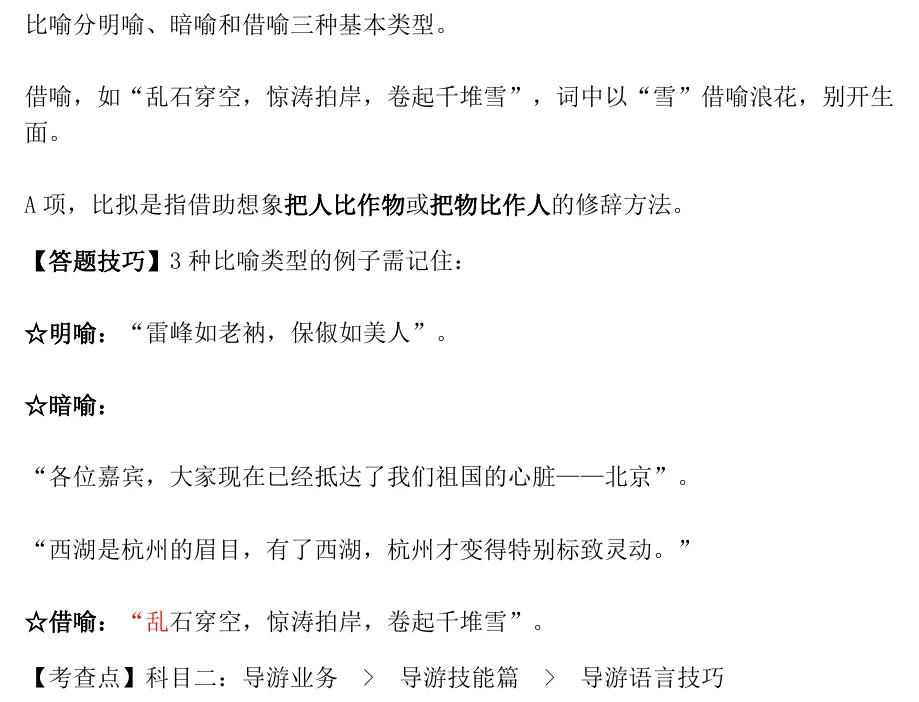 比喻分明喻、暗喻和借喻三种基本类型。
借喻，如“乱石穿空，惊涛拍岸，卷起千堆雪”，词中以“雪”借喻浪花，别开生
面。
A 项，比拟是指借助想象把人比作物或把物比作人的修辞方法。
【答题技巧】3 种比喻类型的例子需记住：
☆明喻：“雷峰如老衲，保俶如美人”。
☆暗喻：
“各位嘉宾，大家现在已经抵达了我们祖国的心脏——北京”。
“西湖是杭州的眉目，有了西湖，杭州才变得特别标致灵动。”
☆借喻：“乱石穿空，惊涛拍岸，卷起千堆雪”。
【考查点】科目二：导游业务 > 导游技能篇 > 导游语言技巧